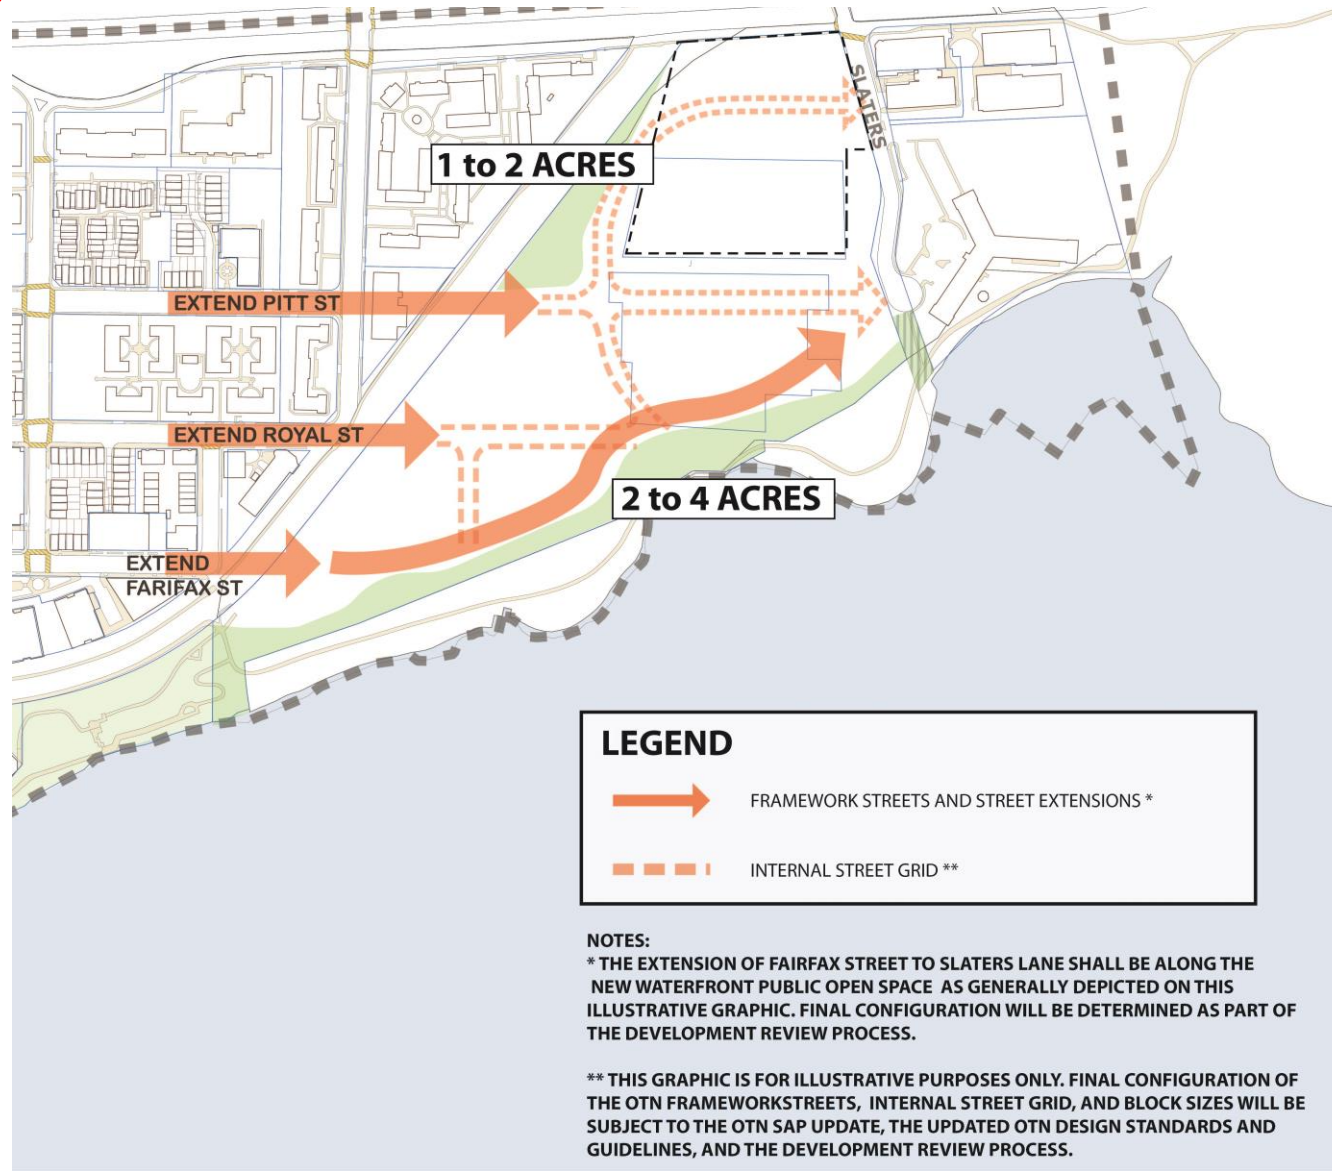 SLATERS
1 to 2 ACRES
EXTEND PITT ST
EXTEND ROYAL ST
2 to 4 ACRES
EXTEND
FARIFAX ST
LEGEND
FRAMEWORK STREETS AND STREET EXTENSIONS *
INTERNAL STREET GRID **
NOTES:
* THE EXTENSION OF FAIRFAX STREET TO SLATERS LANE SHALL BE ALONG THE
NEW WATERFRONT PUBLIC OPEN SPACE AS GENERALLY DEPICTED ON THIS
ILLUSTRATIVE GRAPHIC. FINAL CONFIGURATION WILL BE DETERMINED AS PART OF
THE DEVELOPMENT REVIEW PROCESS.
** THIS GRAPHIC IS FOR ILLUSTRATIVE PURPOSES ONLY. FINAL CONFIGURATION OF
THE OTN FRAMEWORKSTREETS, INTERNAL STREET GRID, AND BLOCK SIZES WILL BE
SUBJECT TO THE OTN SAP UPDATE, THE UPDATED OTN DESIGN STANDARDS AND
GUIDELINES, AND THE DEVELOPMENT REVIEW PROCESS.